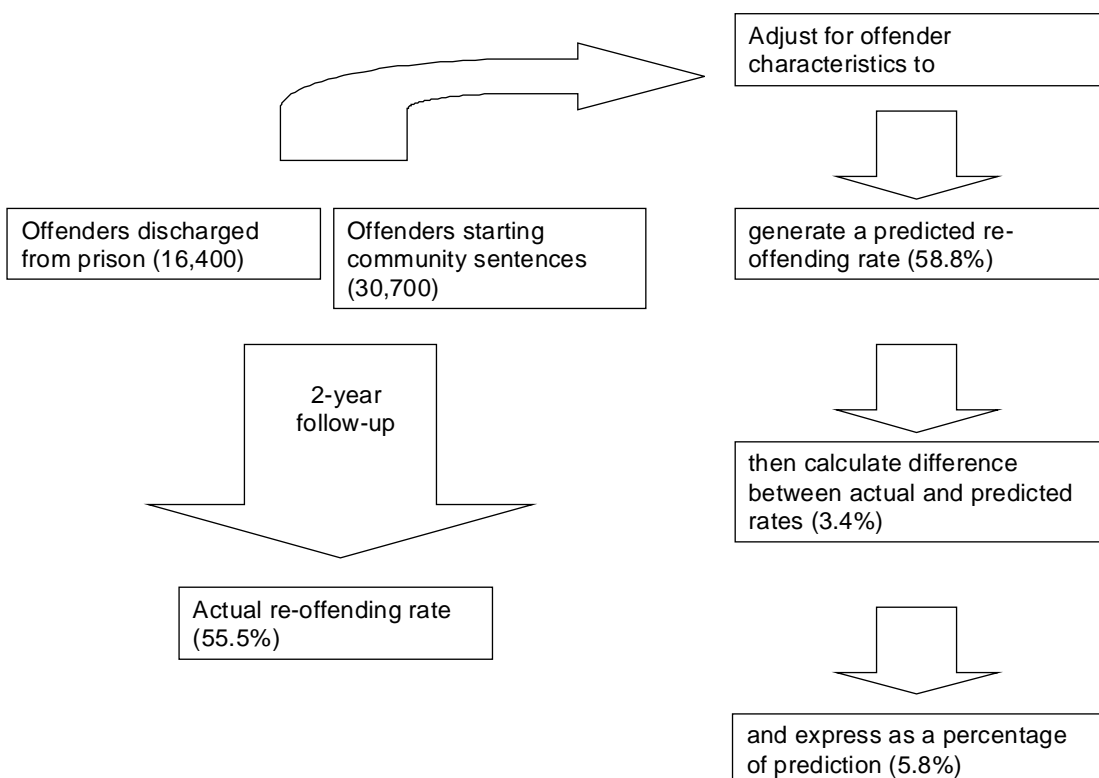 Adjust for offender
characteristics to
Offenders discharged
from prison (16,400)
Offenders starting
community sentences
(30,700)
generate a predicted re-
offending rate (58.8%)
2-year
follow-up
then calculate difference
between actual and predicted
rates (3.4%)
Actual re-offending rate
(55.5%)
and express as a percentage
of prediction (5.8%)